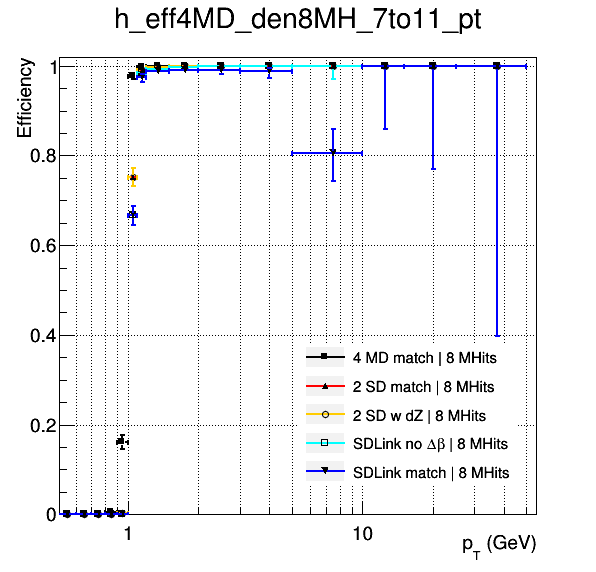 h_eff4MD_den8MH_7to11_pt
Efficiency
1
0.8
0.6
0.4
0.2
0
4 MD match | 8 MHits
2 SD match | 8 MHits
2 SD w dZ | 8 MHits
SDLink no Δβ | 8 MHits
SDLink match | 8 MHits
1
10
p_T (GeV)